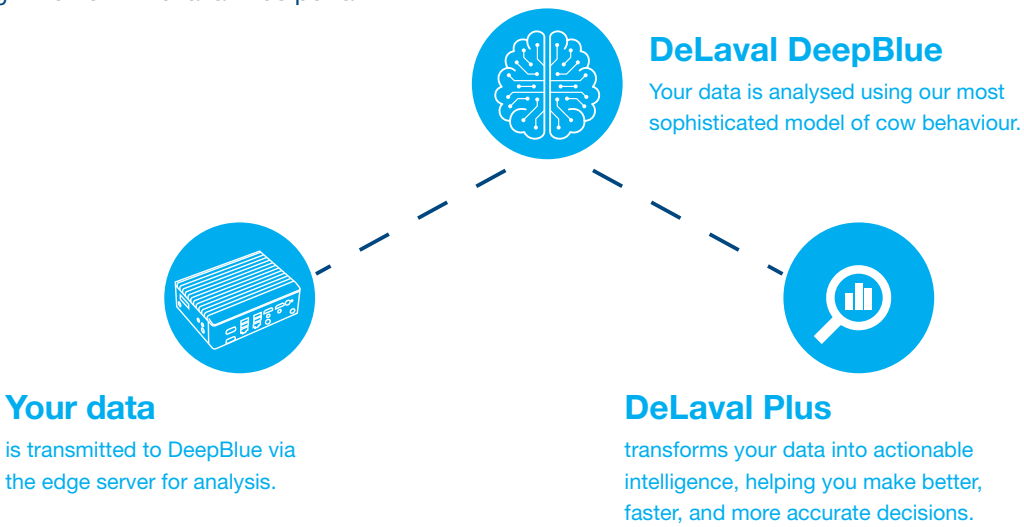 DeLaval DeepBlue
Your data is analysed using our most
sophisticated model of cow behaviour.
Your data
is transmitted to DeepBlue via
the edge server for analysis.
DeLaval Plus
transforms your data into actionable
intelligence, helping you make better,
faster, and more accurate decisions.